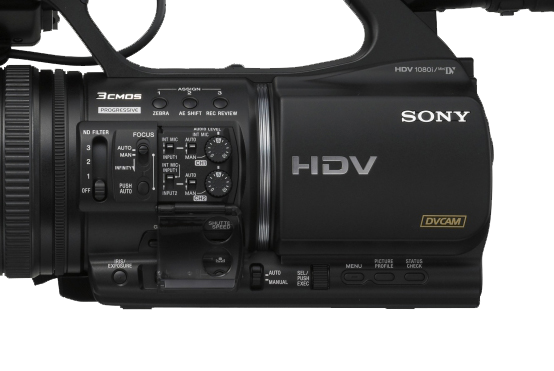 HDV 1080i/Mini DV
3CMOS
PROGRESSIVE
ASSIGN
1 2 3
ZEBRA AE SHIFT REC REVIEW
SONY
HDV
DVCAM
ND FILTER
3
2
1
OFF
FOCUS
AUTO
MAN
INFINITY
PUSH
AUTO
AUDIO LEVEL
INT MIC
INT MIC AUTO
INPUT1 MAN
CH1
INT MIC
INPUT1 AUTO
INPUT2 MAN
CH2
SHUTTER
SPEED
IRIS/
EXPOSURE
AUTO
MANUAL
SEL/
PUSH
EXEC
MENU
PICTURE
PROFILE
STATUS
CHECK